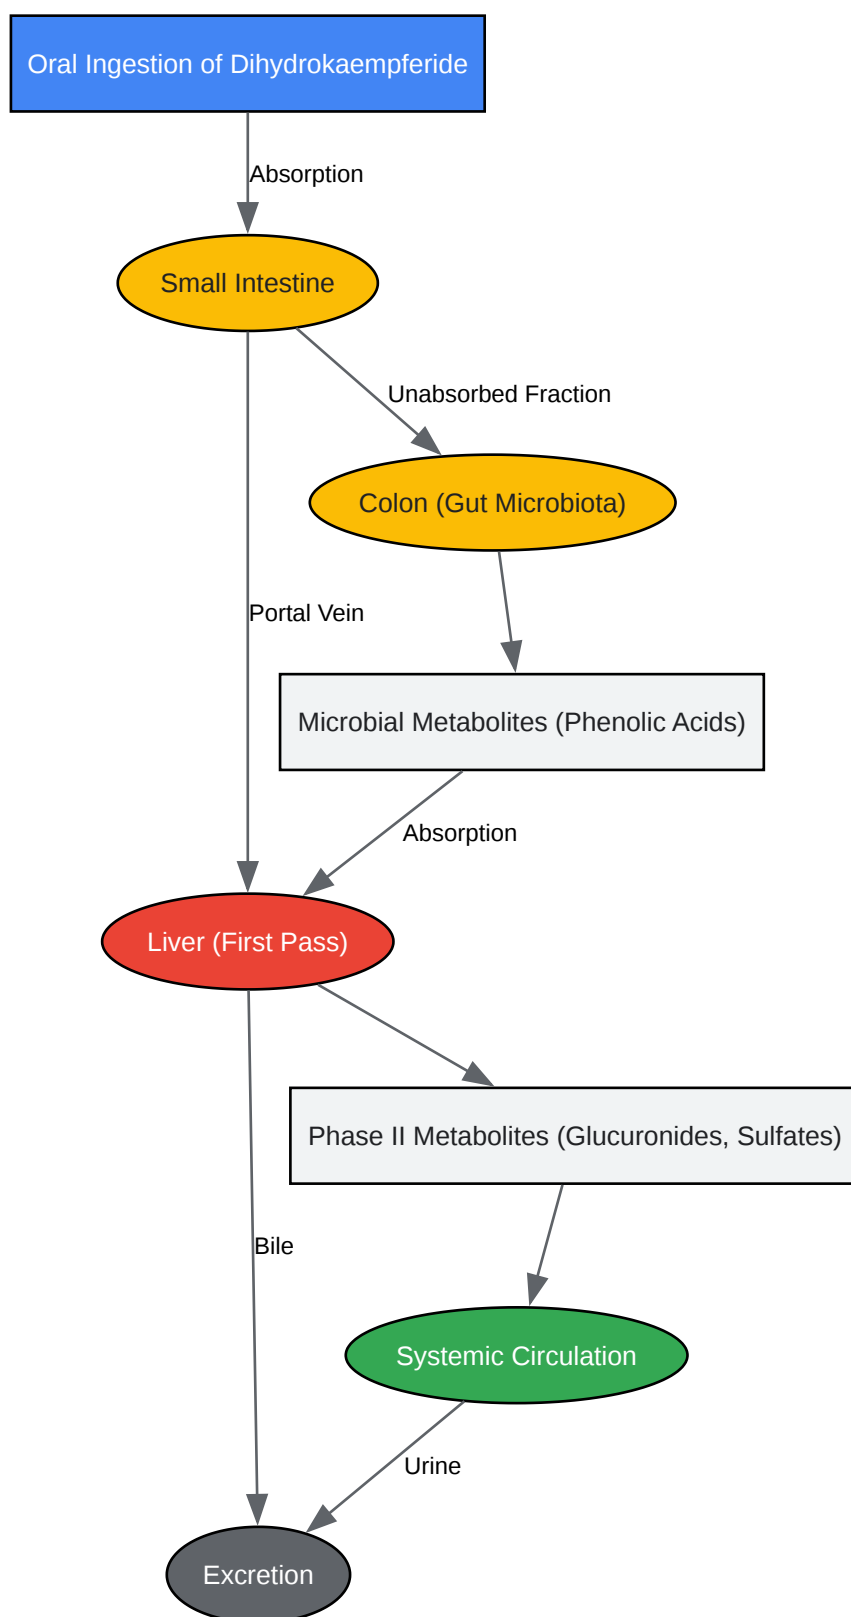 Oral Ingestion of Dihydrokaempferide
Absorption
Small Intestine
Unabsorbed Fraction
Colon (Gut Microbiota)
Portal Vein
Microbial Metabolites (Phenolic Acids)
Absorption
Liver (First Pass)
Phase II Metabolites (Glucuronides, Sulfates)
Bile
Systemic Circulation
Urine
Excretion